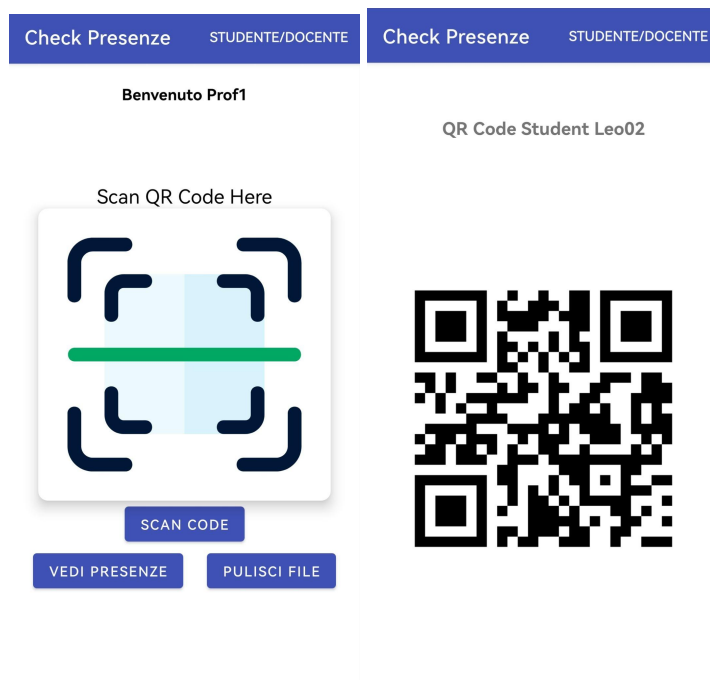 Check Presenze STUDENTE/DOCENTE
Benvenuto Prof1
Scan QR Code Here
SCAN CODE
VEDI PRESENZE PULISCI FILE
Check Presenze STUDENTE/DOCENTE
QR Code Student Leo02